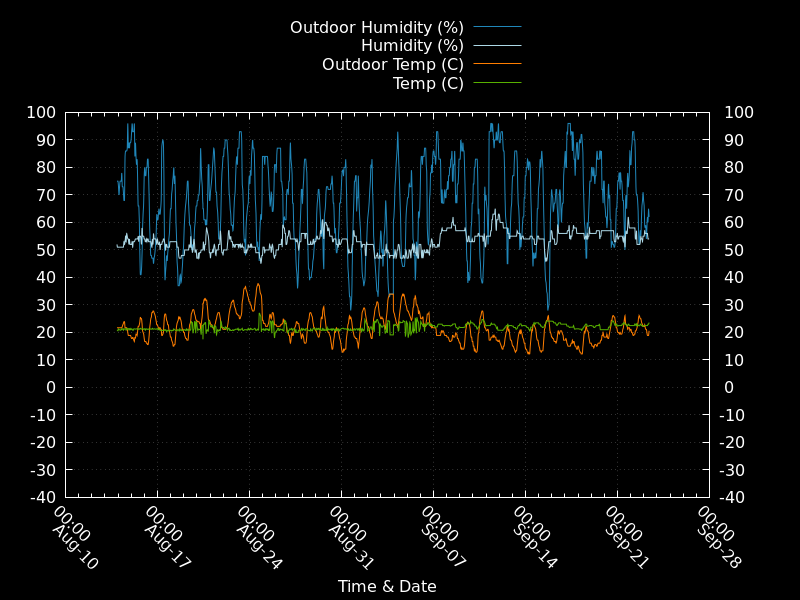 Outdoor Humidity (%)
Humidity (%)
Outdoor Temp (C)
Temp (C)
100 100
90 90
80 80
70 70
60 60
50 50
40 40
30 30
20 20
10 10
0 0
-10 -10
-20 -20
-30 -30
-40 -40
00:00 Aug-10
00:00 Aug-17
00:00 Aug-24
00:00 Aug-31
00:00 Sep-07
00:00 Sep-14
00:00 Sep-21
00:00 Sep-28
Time & Date